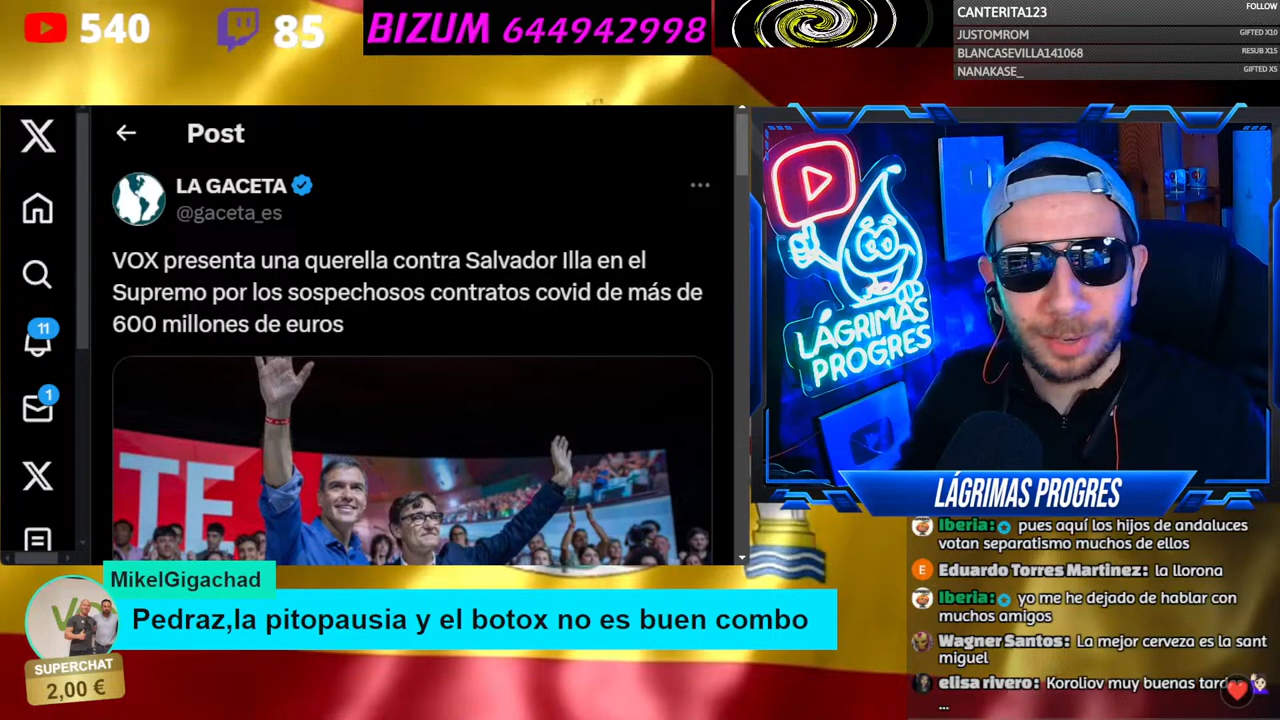 540
85
BIZUM 644942998
CANTERITA123
FOLLOW
JUSTOMROM
GIFTED X10
BLANCASEVILLA141068
RESUB X15
NANAKASE_
GIFTED X5
Post
LA GACETA
@gaceta_es
VOX presenta una querella contra Salvador Illa en el
Supremo por los sospechosos contratos covid de más de
600 millones de euros
11
1
TE
LÁGRIMAS
PROGRES
LÁGRIMAS PROGRES
Iberia: pues aquí los hijos de andaluces
votan separatismo muchos de ellos
E
Eduardo Torres Martinez: la llorona
Iberia: yo me he dejado de hablar con
muchos amigos
Wagner Santos: La mejor cerveza es la sant
miguel
elisa rivero: Koroliov muy buenas tard
...
MikelGigachad
Pedraz,la pitopausia y el botox no es buen combo
SUPERCHAT
2,00 €